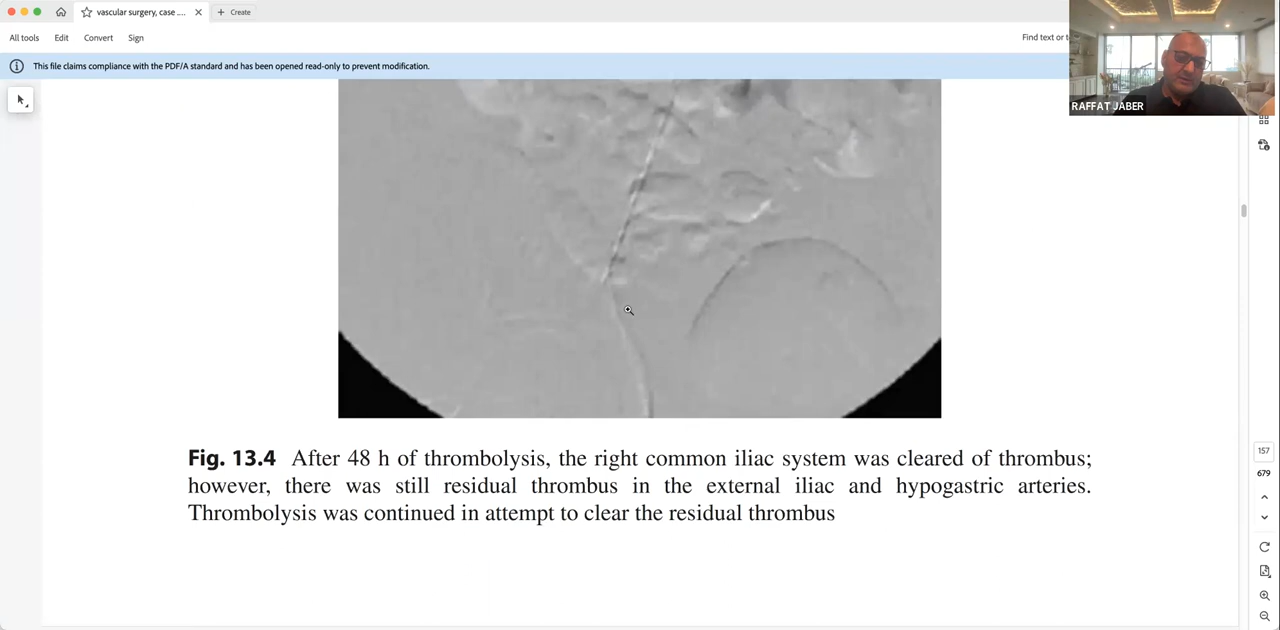 vascular surgery, case ....
Create
All tools Edit Convert Sign
Find text or t
This file claims compliance with the PDF/A standard and has been opened read-only to prevent modification.
RAFFAT JABER
Fig. 13.4 After 48 h of thrombolysis, the right common iliac system was cleared of thrombus;
however, there was still residual thrombus in the external iliac and hypogastric arteries.
Thrombolysis was continued in attempt to clear the residual thrombus
157
679